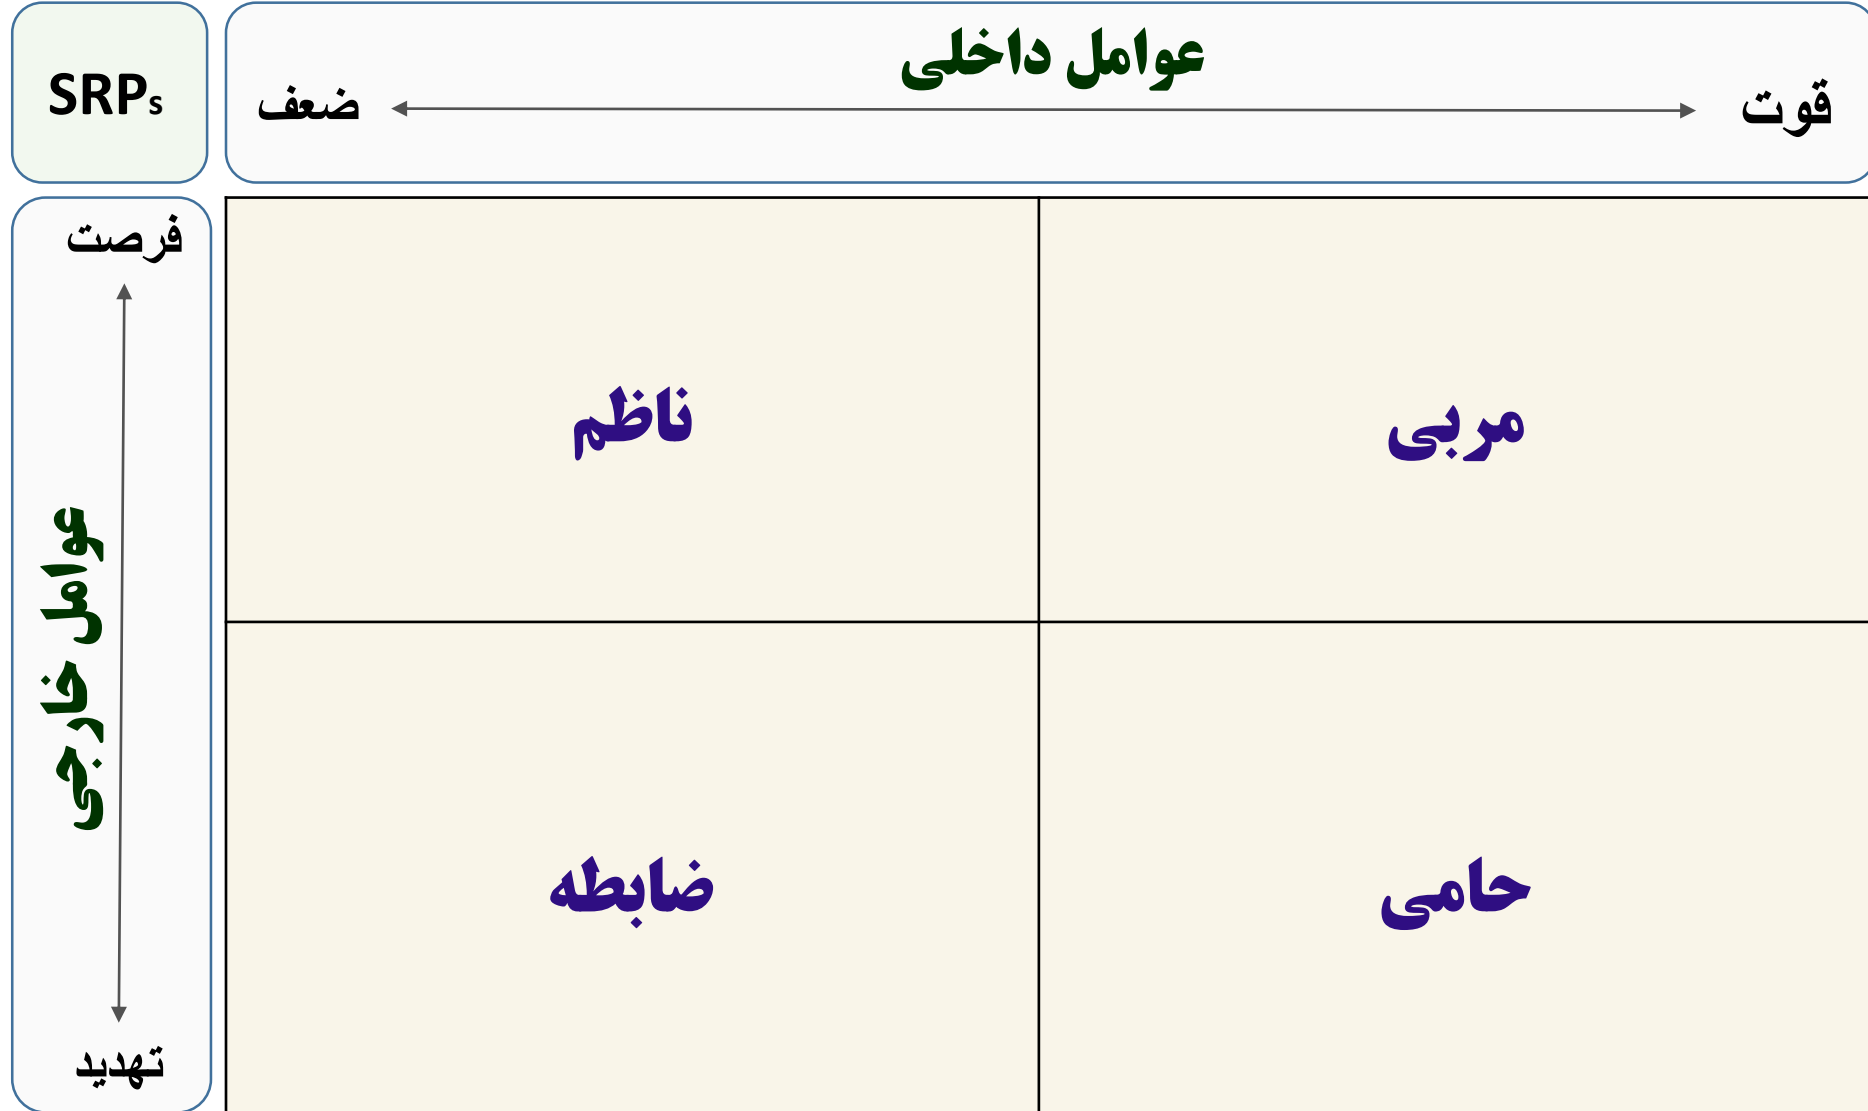 SRPs
عوامل داخلی
قوت
ضعف
فرصت
عوامل خارجی
تهدید
مربی
ناظم
حامی
ضابطه